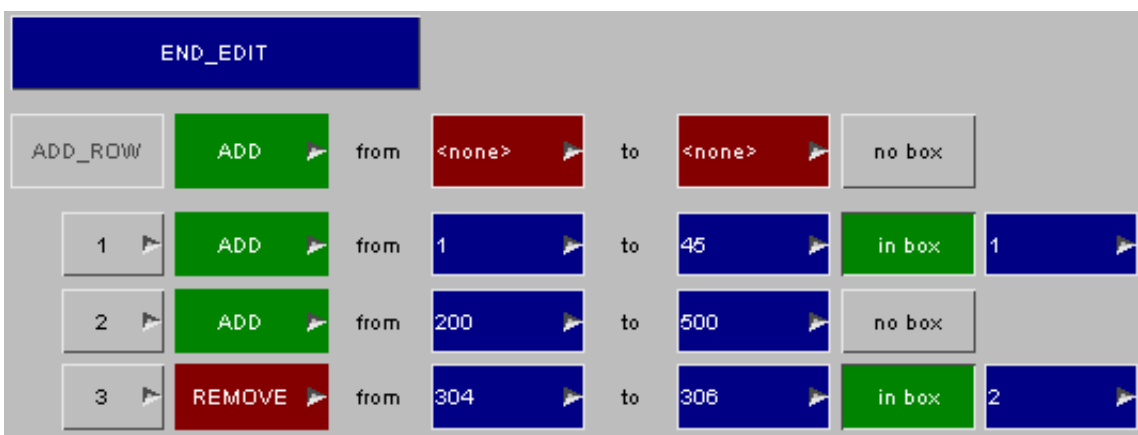 END_EDIT
ADD_ROW ADD from <none> to <none> no box
1 ADD from 1 to 45 in box 1
2 ADD from 200 to 500 no box
3 REMOVE from 304 to 306 in box 2